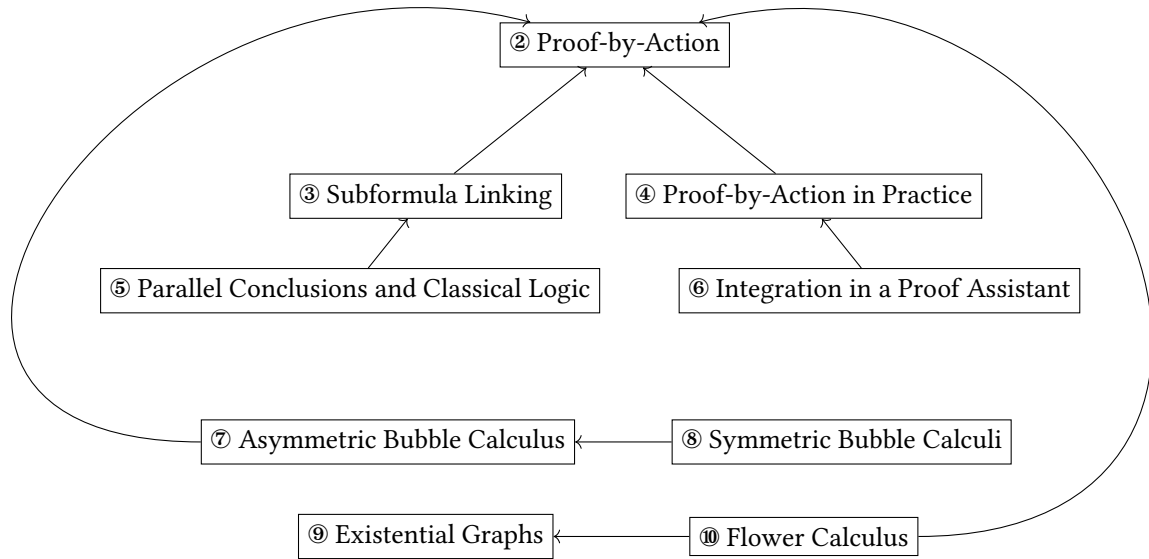 ② Proof-by-Action
③ Subformula Linking
④ Proof-by-Action in Practice
⑤ Parallel Conclusions and Classical Logic
⑥ Integration in a Proof Assistant
⑦ Asymmetric Bubble Calculus
⑧ Symmetric Bubble Calculi
⑨ Existential Graphs
⑩ Flower Calculus